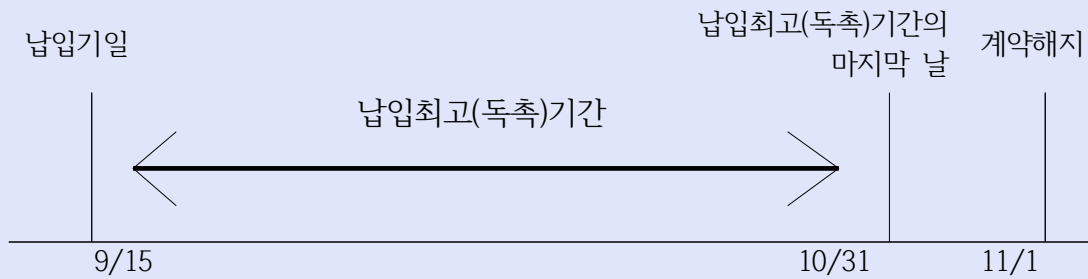 납입기일
납입최고(독촉)기간의
마지막 날
계약해지
납입최고(독촉)기간
9/15
10/31
11/1